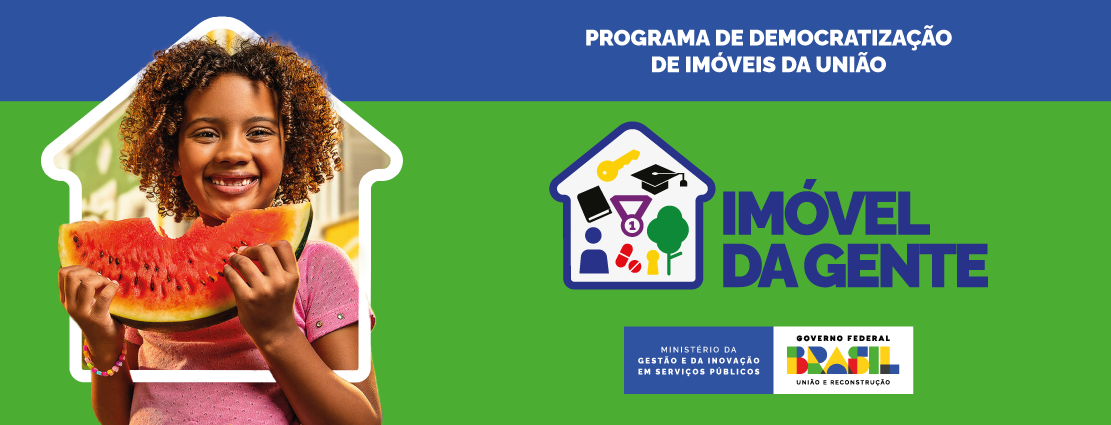 PROGRAMA DE DEMOCRATIZAÇÃO
DE IMÓVEIS DA UNIÃO
1
IMÓVEL
DA GENTE
MINISTÉRIO DA
GESTÃO E DA INOVAÇÃO
EM SERVIÇOS PÚBLICOS
GOVERNO FEDERAL
BRASIL
UNIÃO E RECONSTRUÇÃO